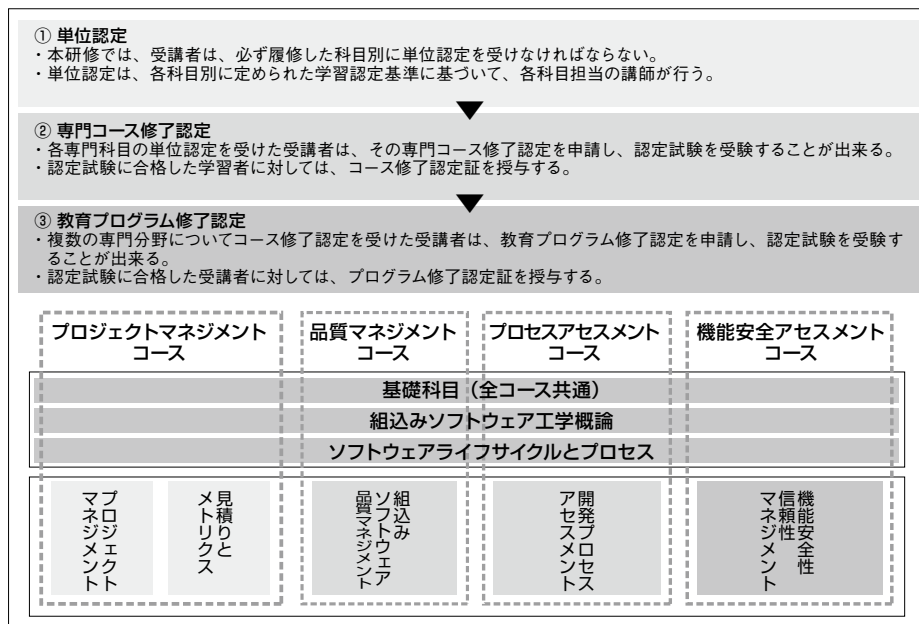 ① 単位認定
・本研修では、受講者は、必ず履修した科目別に単位認定を受けなければならない。
・単位認定は、各科目別に定められた学習認定基準に基づいて、各科目担当の講師が行う。
② 専門コース修了認定
・各専門科目の単位認定を受けた受講者は、その専門コース修了認定を申請し、認定試験を受験することが出来る。
・認定試験に合格した学習者に対しては、コース修了認定証を授与する。
③ 教育プログラム修了認定
・複数の専門分野についてコース修了認定を受けた受講者は、教育プログラム修了認定を申請し、認定試験を受験す
ることが出来る。
・認定試験に合格した受講者に対しては、プログラム修了認定証を授与する。
プロジェクトマネジメント
コース
品質マネジメント
コース
プロセスアセスメント
コース
機能安全アセスメント
コース
基礎科目（全コース共通）
組込みソフトウェア工学概論
ソフトウェアライフサイクルとプロセス
プロジェクト
マネジメント
見積りと
メトリクス
組込み
ソフトウェア
品質マネジメント
開発プロセス
アセスメント
機能安全性
信頼性
マネジメント